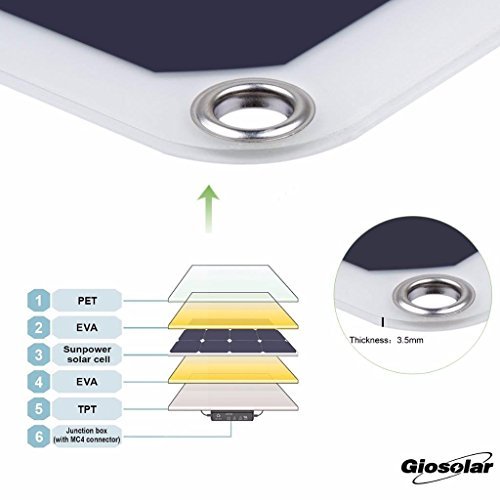 1 PET
2 EVA
3 Sunpower
solar cell
4 EVA
5 TPT
6 Junction box
(with MC4 connector)
Thickness：3.5mm
Giosolar